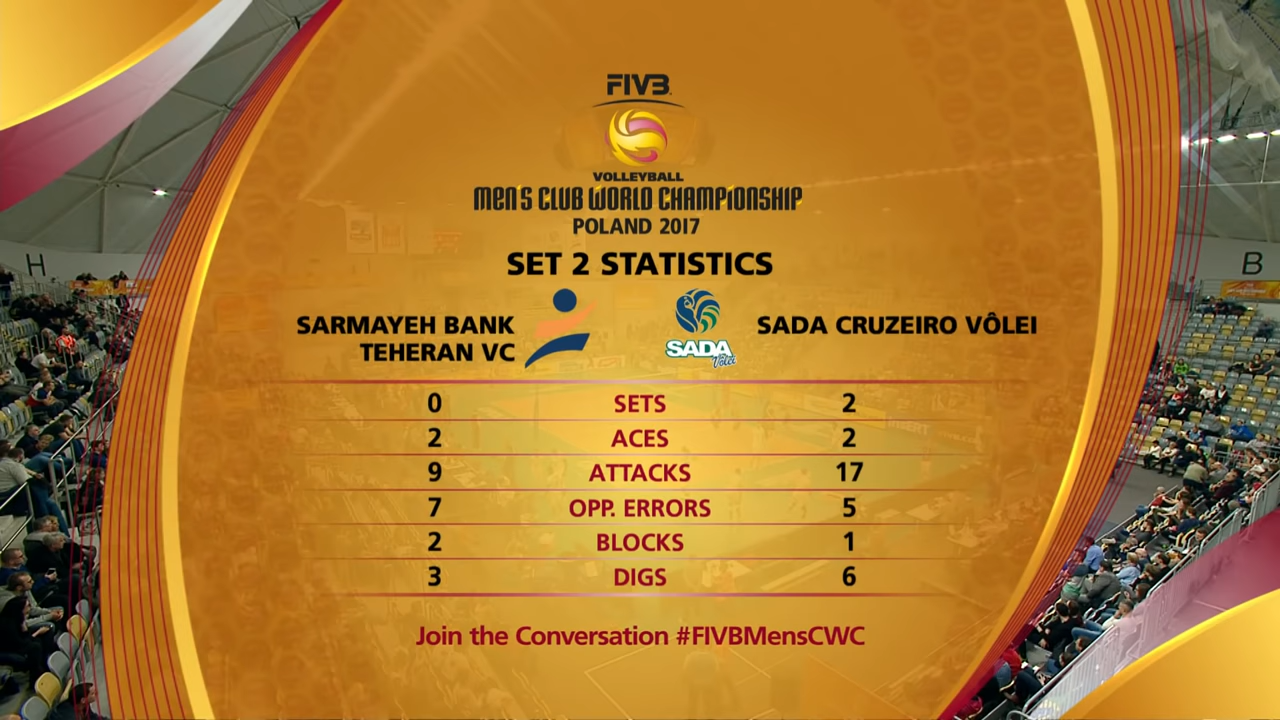 FIVB
VOLLEYBALL
MEN'S CLUB WORLD CHAMPIONSHIP
POLAND 2017
SET 2 STATISTICS
SARMAYEH BANK
TEHERAN VC
SADA
Vôlei
SADA CRUZEIRO VÔLEI
0 SETS 2
2 ACES 2
9 ATTACKS 17
7 OPP. ERRORS 5
2 BLOCKS 1
3 DIGS 6
Join the Conversation #FIVBMensCWC
H
B